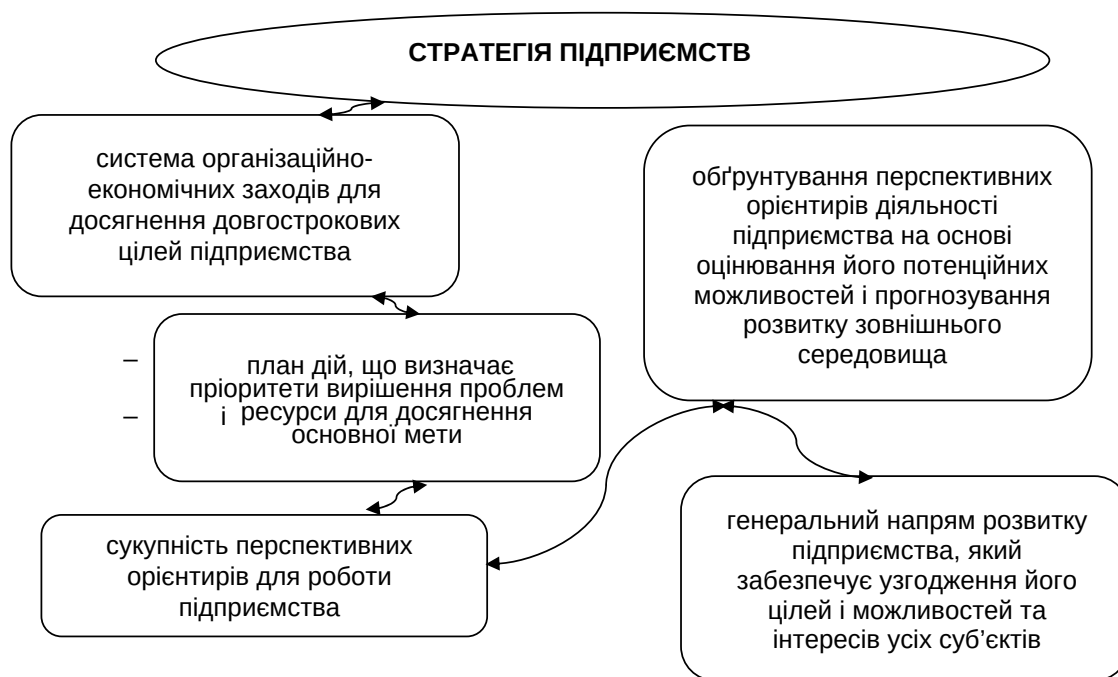 СТРАТЕГІЯ ПІДПРИЄМСТВ
система організаційно-
економічних заходів для
досягнення довгострокових
цілей підприємства
–
план дій, що визначає
пріоритети вирішення проблем
– і ресурси для досягнення
основної мети
сукупність перспективних
орієнтирів для роботи
підприємства
обґрунтування перспективних
орієнтирів діяльності
підприємства на основі
оцінювання його потенційних
можливостей і прогнозування
розвитку зовнішнього
середовища
генеральний напрям розвитку
підприємства, який
забезпечує узгодження його
цілей і можливостей та
інтересів усіх суб’єктів